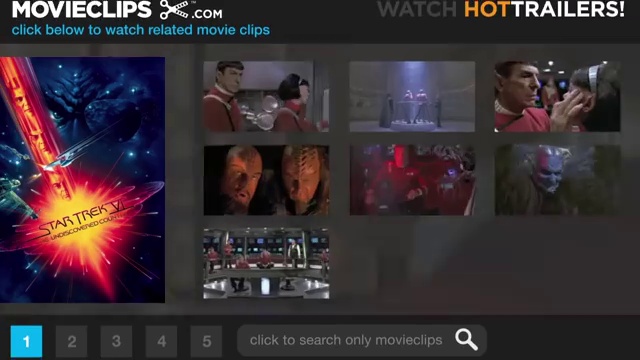 MOVIECLIPS .COM
WATCH HOTTRAILERS!
click below to watch related movie clips
STAR TREK VI
1 2 3 4 5
click to search only movieclips